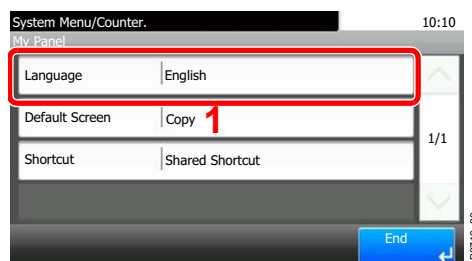 System Menu/Counter. 10:10
My Panel
Language English
Default Screen Copy 1
1/1
Shortcut Shared Shortcut
End